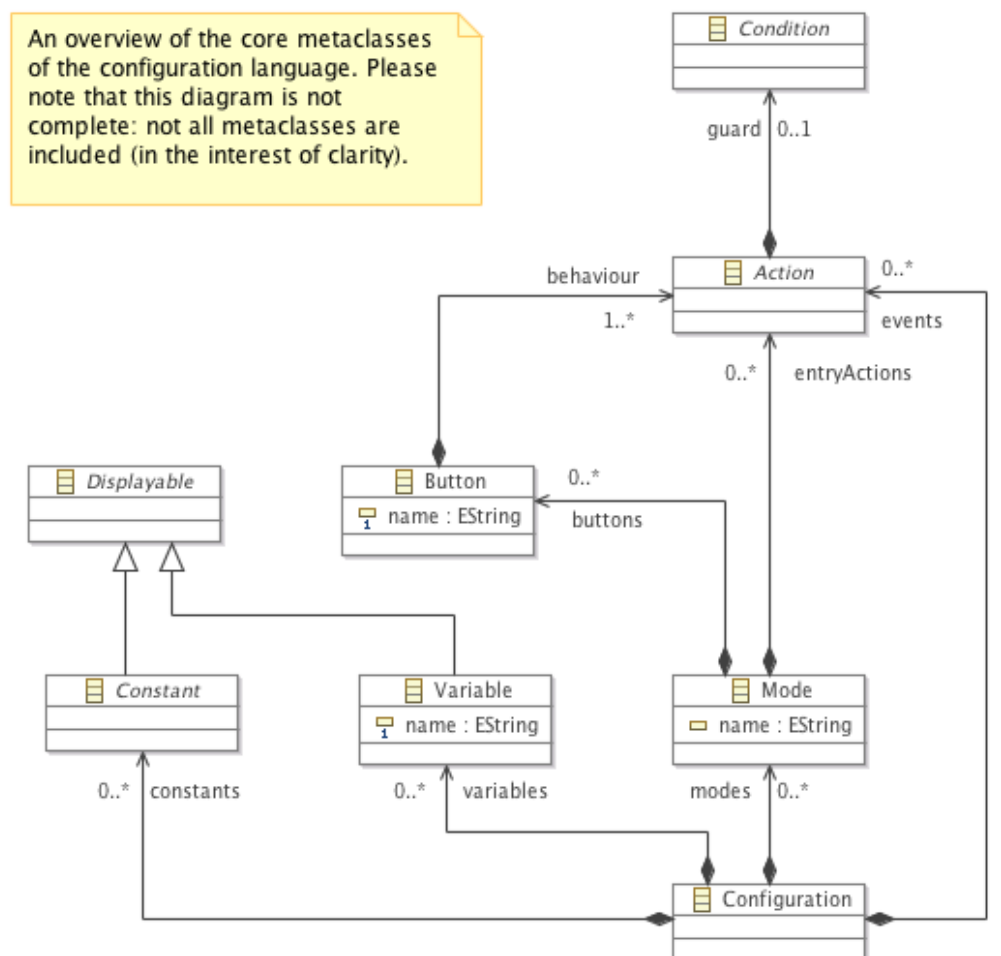 An overview of the core metaclasses
of the configuration language. Please
note that this diagram is not
complete: not all metaclasses are
included (in the interest of clarity).
Condition
guard 0..1
behaviour
1..*
Action
0..*
events
0..* entryActions
Displayable
Button
1 name : EString
0..*
buttons
Constant
Variable
1 name : EString
Mode
name : EString
0..* constants
0..* variables
modes 0..*
Configuration